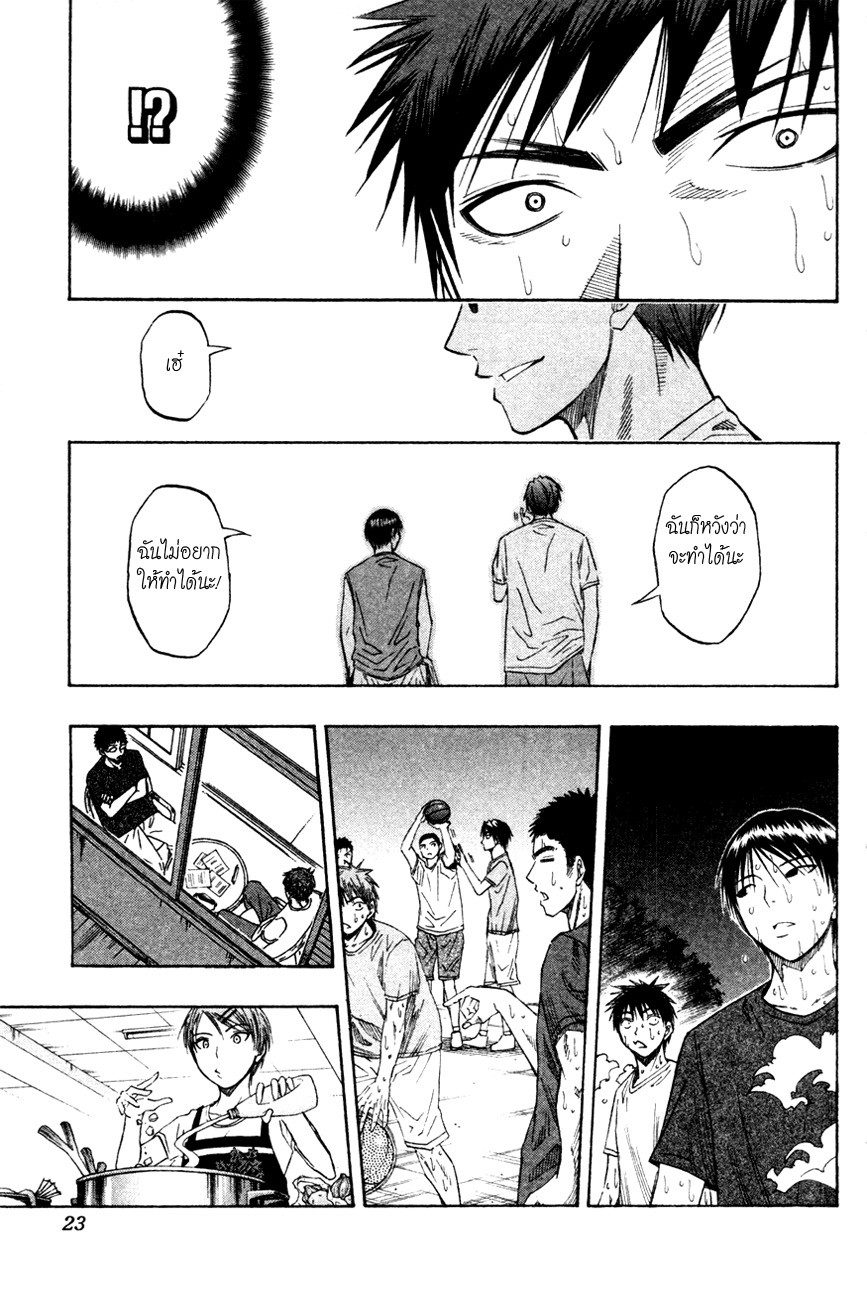 !?
เฮ๋
ฉันก็หวังว่า
จะทำได้นะ
ฉันไม่อยาก
ให้ทำได้นะ!
23